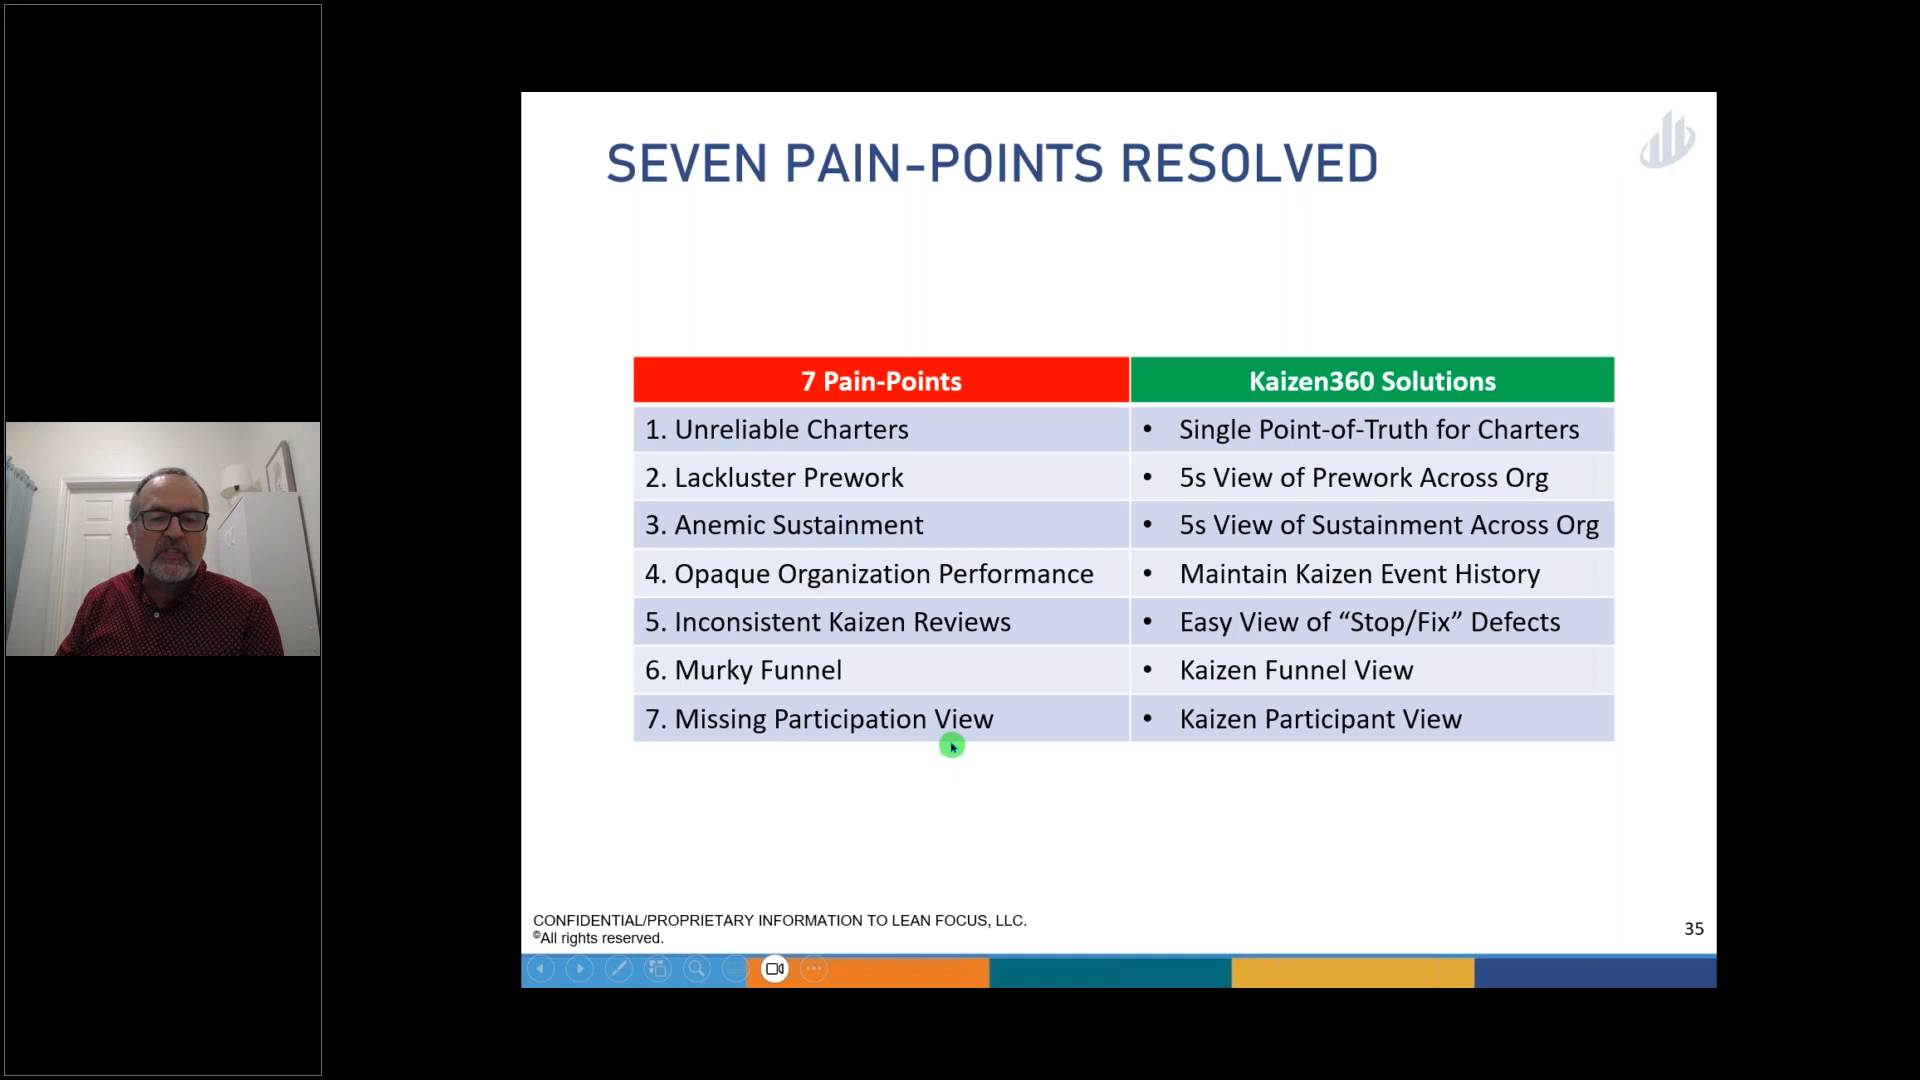 SEVEN PAIN-POINTS RESOLVED
7 Pain-Points
Kaizen360 Solutions
1. Unreliable Charters
• Single Point-of-Truth for Charters
2. Lackluster Prework
• 5s View of Prework Across Org
3. Anemic Sustainment
• 5s View of Sustainment Across Org
4. Opaque Organization Performance
• Maintain Kaizen Event History
5. Inconsistent Kaizen Reviews
• Easy View of “Stop/Fix” Defects
6. Murky Funnel
• Kaizen Funnel View
7. Missing Participation View
• Kaizen Participant View
CONFIDENTIAL/PROPRIETARY INFORMATION TO LEAN FOCUS, LLC.
©All rights reserved.
35